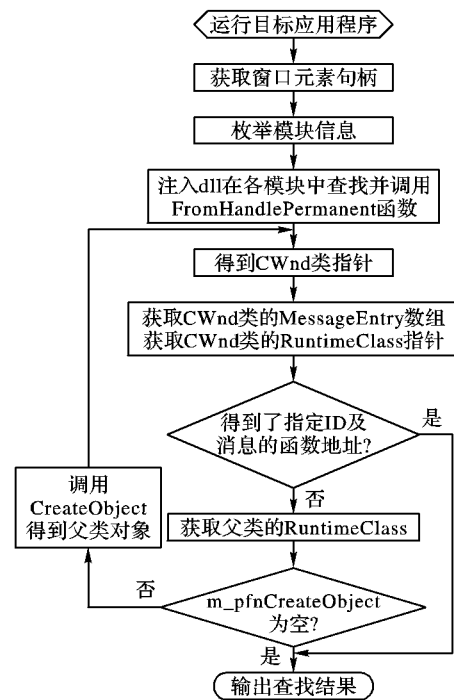 运行目标应用程序
获取窗口元素句柄
枚举模块信息
注入dll在各模块中查找并调用
FromHandlePermanent函数
得到CWnd类指针
获取CWnd类的MessageEntry数组
获取CWnd类的RuntimeClass指针
得到了指定ID及
消息的函数地址?
是
否
调用
CreateObject
得到父类对象
获取父类的RuntimeClass
否
m_pfnCreateObject
为空?
是
输出查找结果